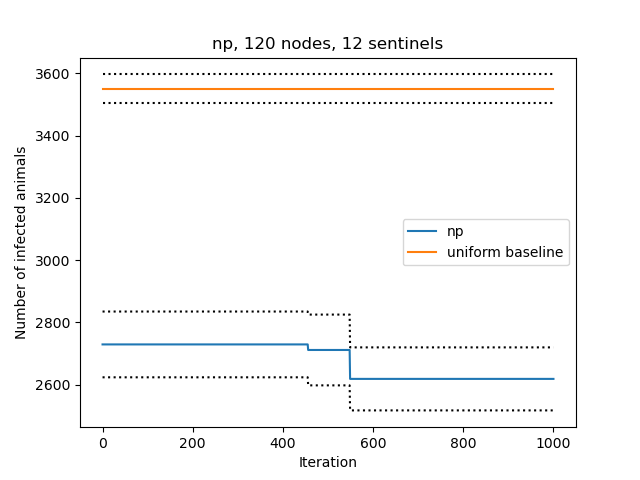 np, 120 nodes, 12 sentinels
Number of infected animals
3600
3400
3200
3000
2800
2600
np
uniform baseline
0 200 400 600 800 1000
Iteration